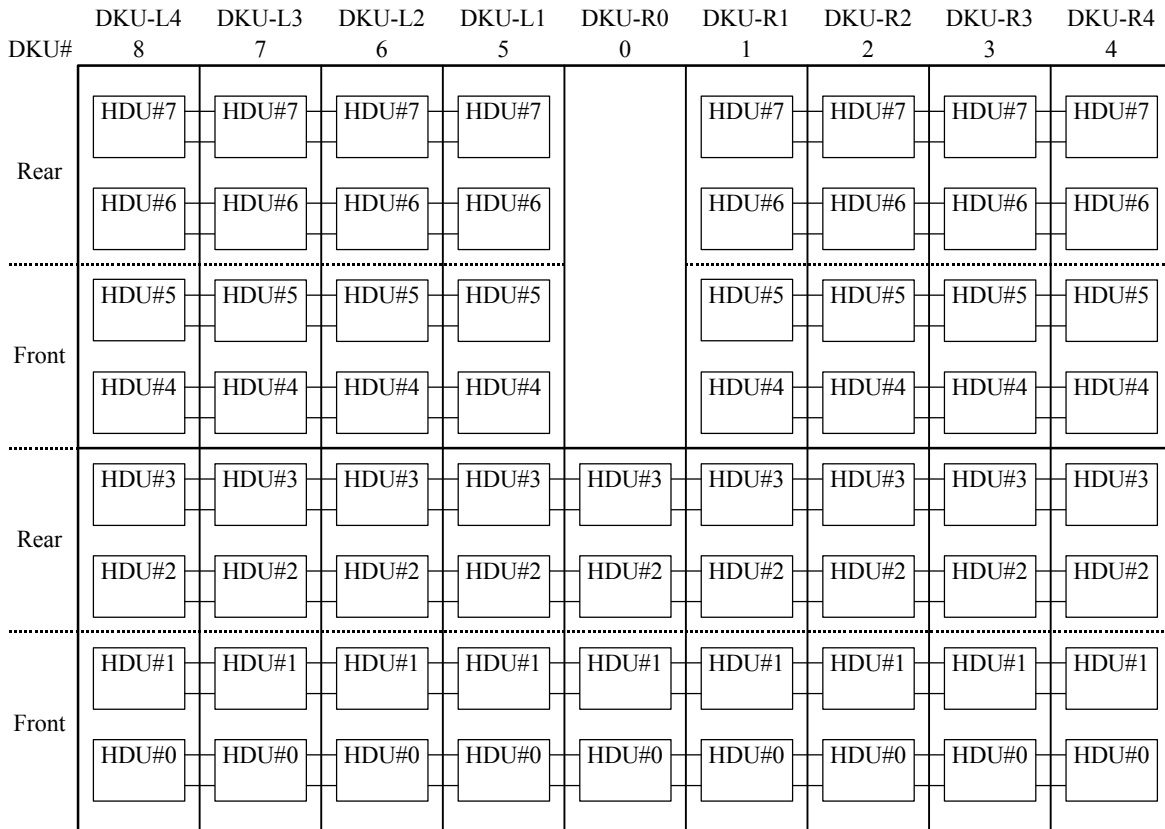 DKU-L4 DKU-L3 DKU-L2 DKU-L1 DKU-R0 DKU-R1 DKU-R2 DKU-R3 DKU-R4
DKU# 8 7 6 5 0 1 2 3 4
HDU#7 HDU#7 HDU#7 HDU#7 HDU#7 HDU#7 HDU#7 HDU#7
Rear
HDU#6 HDU#6 HDU#6 HDU#6 HDU#6 HDU#6 HDU#6 HDU#6
HDU#5 HDU#5 HDU#5 HDU#5 HDU#5 HDU#5 HDU#5 HDU#5
Front
HDU#4 HDU#4 HDU#4 HDU#4 HDU#4 HDU#4 HDU#4 HDU#4
HDU#3 HDU#3 HDU#3 HDU#3 HDU#3 HDU#3 HDU#3 HDU#3 HDU#3
Rear
HDU#2 HDU#2 HDU#2 HDU#2 HDU#2 HDU#2 HDU#2 HDU#2 HDU#2
HDU#1 HDU#1 HDU#1 HDU#1 HDU#1 HDU#1 HDU#1 HDU#1 HDU#1
Front
HDU#0 HDU#0 HDU#0 HDU#0 HDU#0 HDU#0 HDU#0 HDU#0 HDU#0